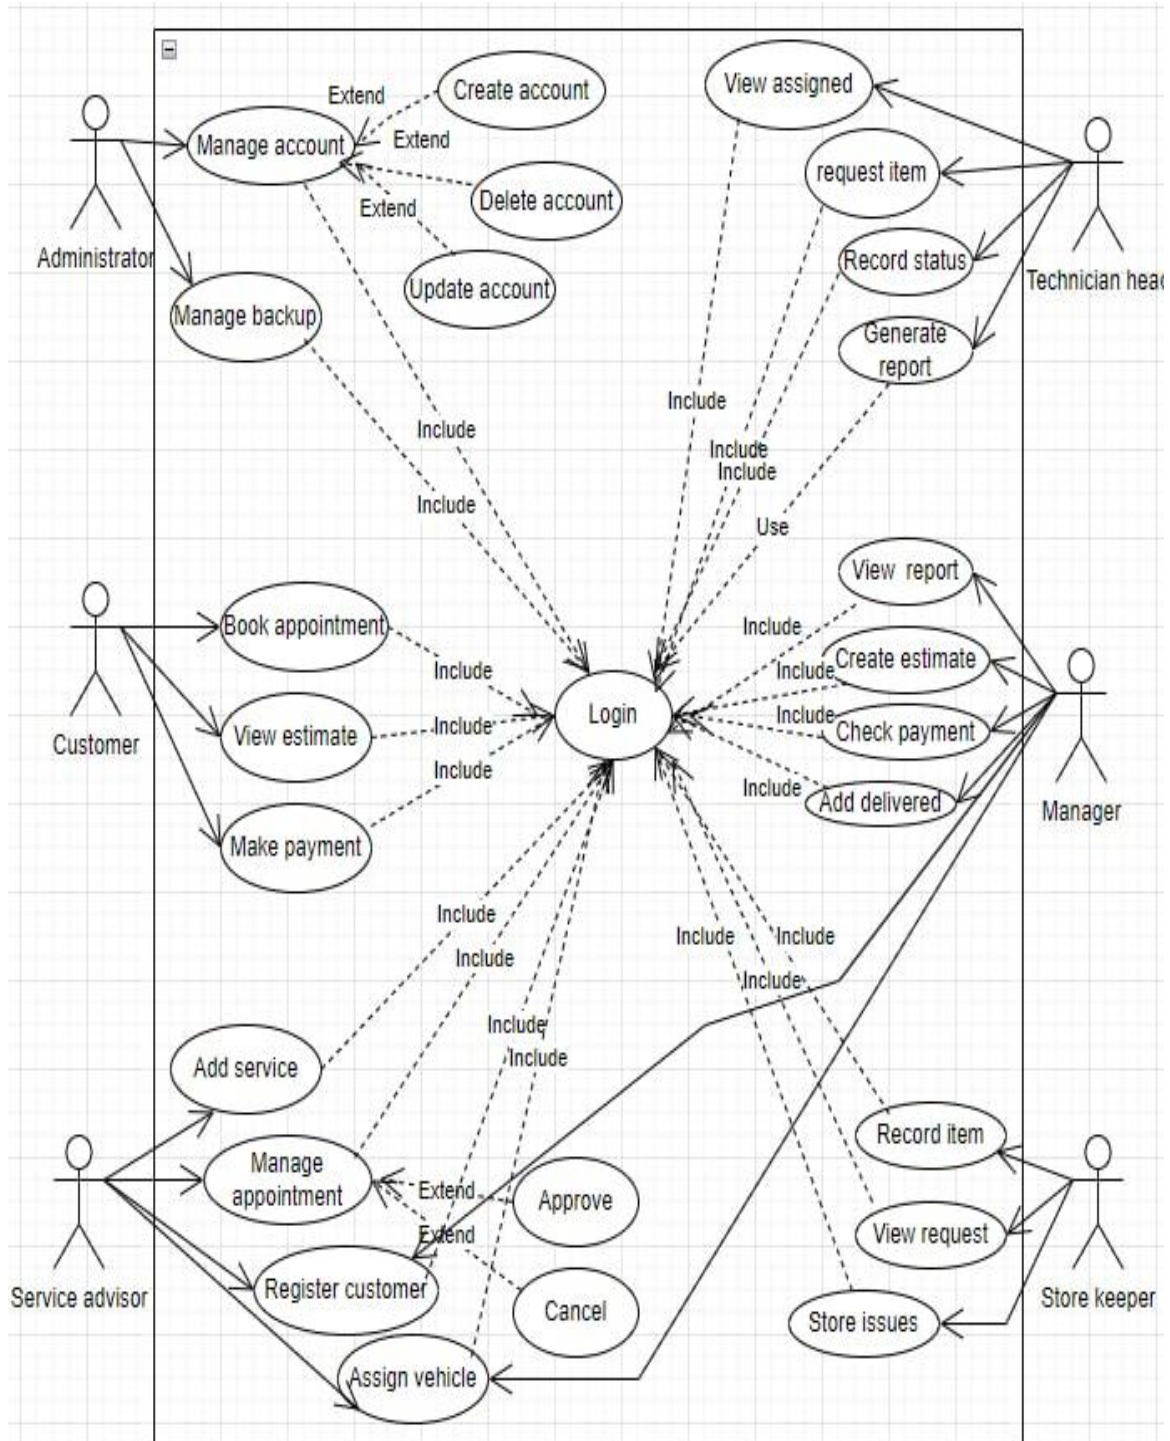 Create account
View assigned
Extend
Manage account
Extend
request item
Delete account
Extend
Administrator
Record status
Technician head
Update account
Manage backup
Generate
report
Include
Include
Include
Include
Include
Use
View report
Book appointment
Include
Include
Create estimate
Include
Login
Include
Include
Check payment
Customer
View estimate
Include
Include
Add delivered
Manager
Make payment
Include
Include
Include
Include
Include
Include
Include
Add service
Record item
Manage
appointment
Extend
Approve
Extend
View request
Register customer
Service advisor
Cancel
Store issues
Store keeper
Assign vehicle